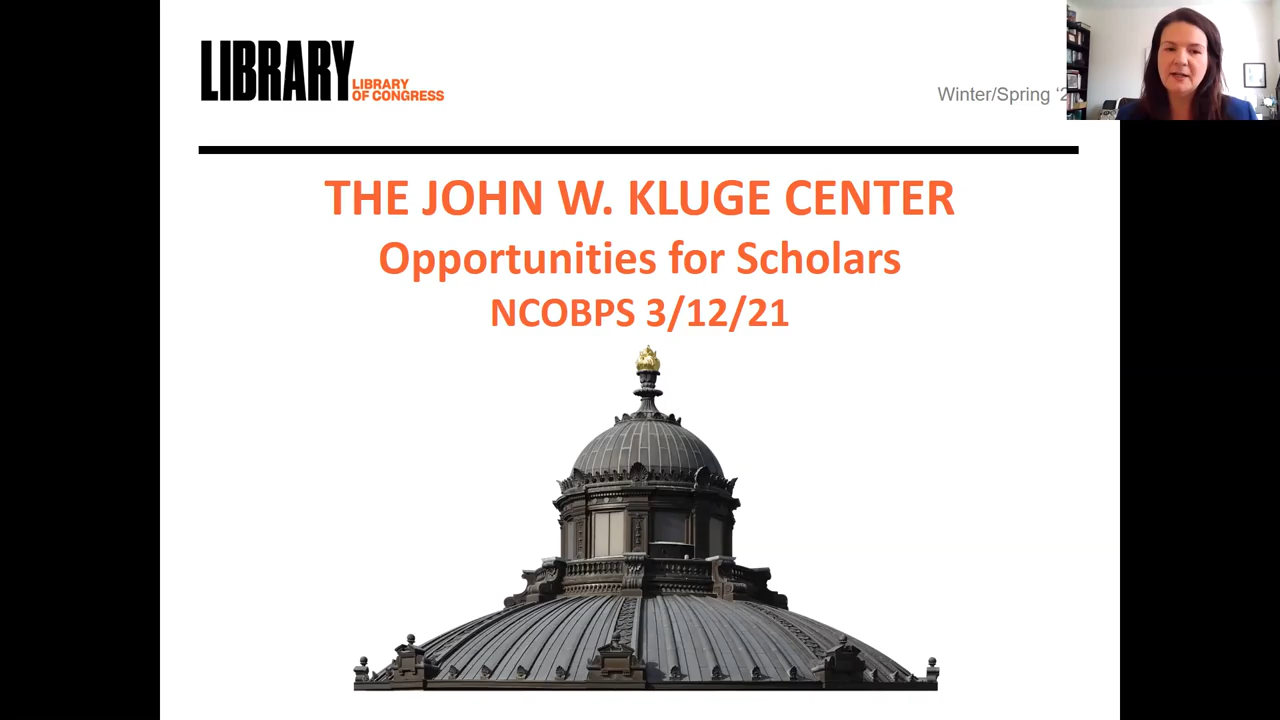 LIBRARY
LIBRARY
OF CONGRESS
Winter/Spring
THE JOHN W. KLUGE CENTER
Opportunities for Scholars
NCOBPS 3/12/21